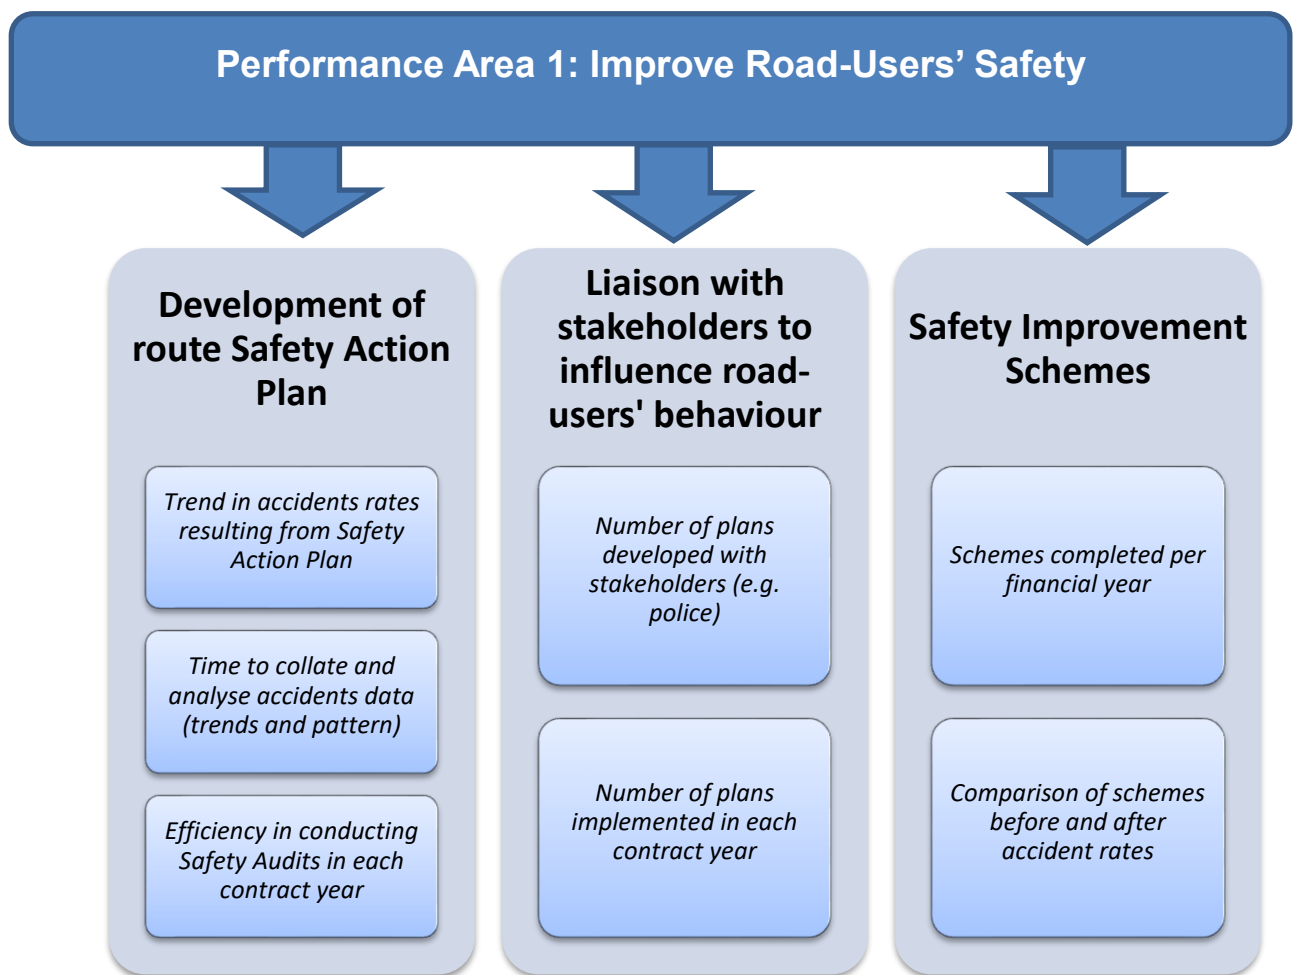 Performance Area 1: Improve Road-Users’ Safety
Development of
route Safety Action
Plan
Trend in accidents rates
resulting from Safety
Action Plan
Time to collate and
analyse accidents data
(trends and pattern)
Efficiency in conducting
Safety Audits in each
contract year
Liaison with
stakeholders to
influence road-
users' behaviour
Number of plans
developed with
stakeholders (e.g.
police)
Number of plans
implemented in each
contract year
Safety Improvement
Schemes
Schemes completed per
financial year
Comparison of schemes
before and after
accident rates